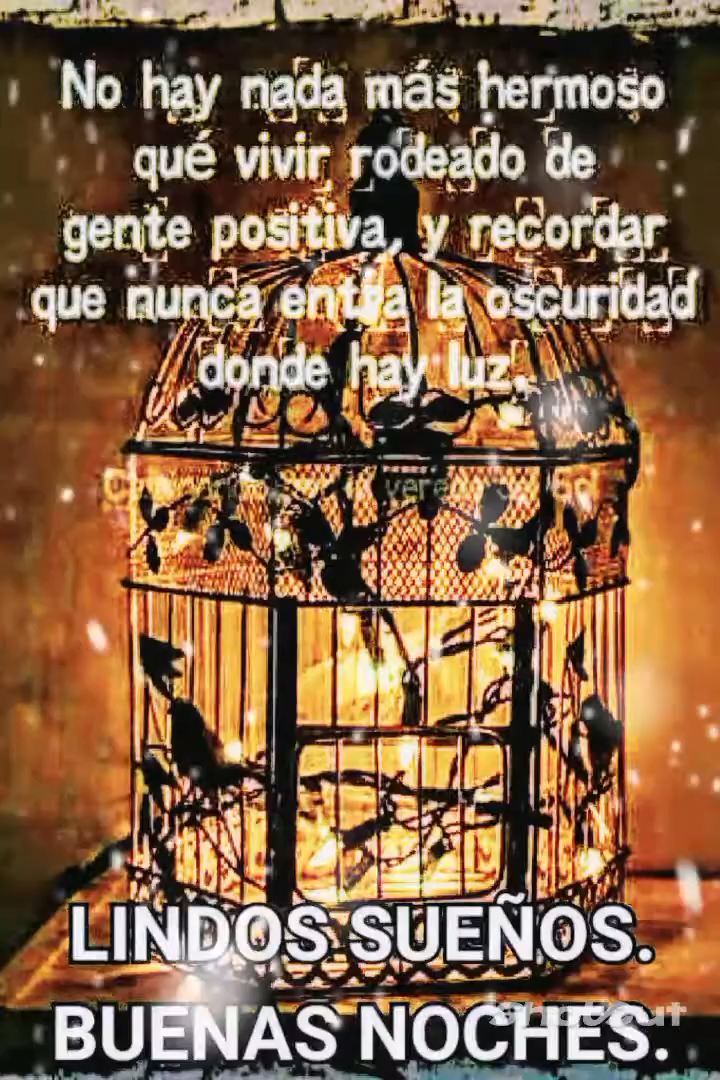 No hay nada más hermoso
qué vivir rodeado de
gente positiva, y recordar
que nunca entra la oscuridad
donde hay luz.
LINDOS SUEÑOS.
BUENAS NOCHES.